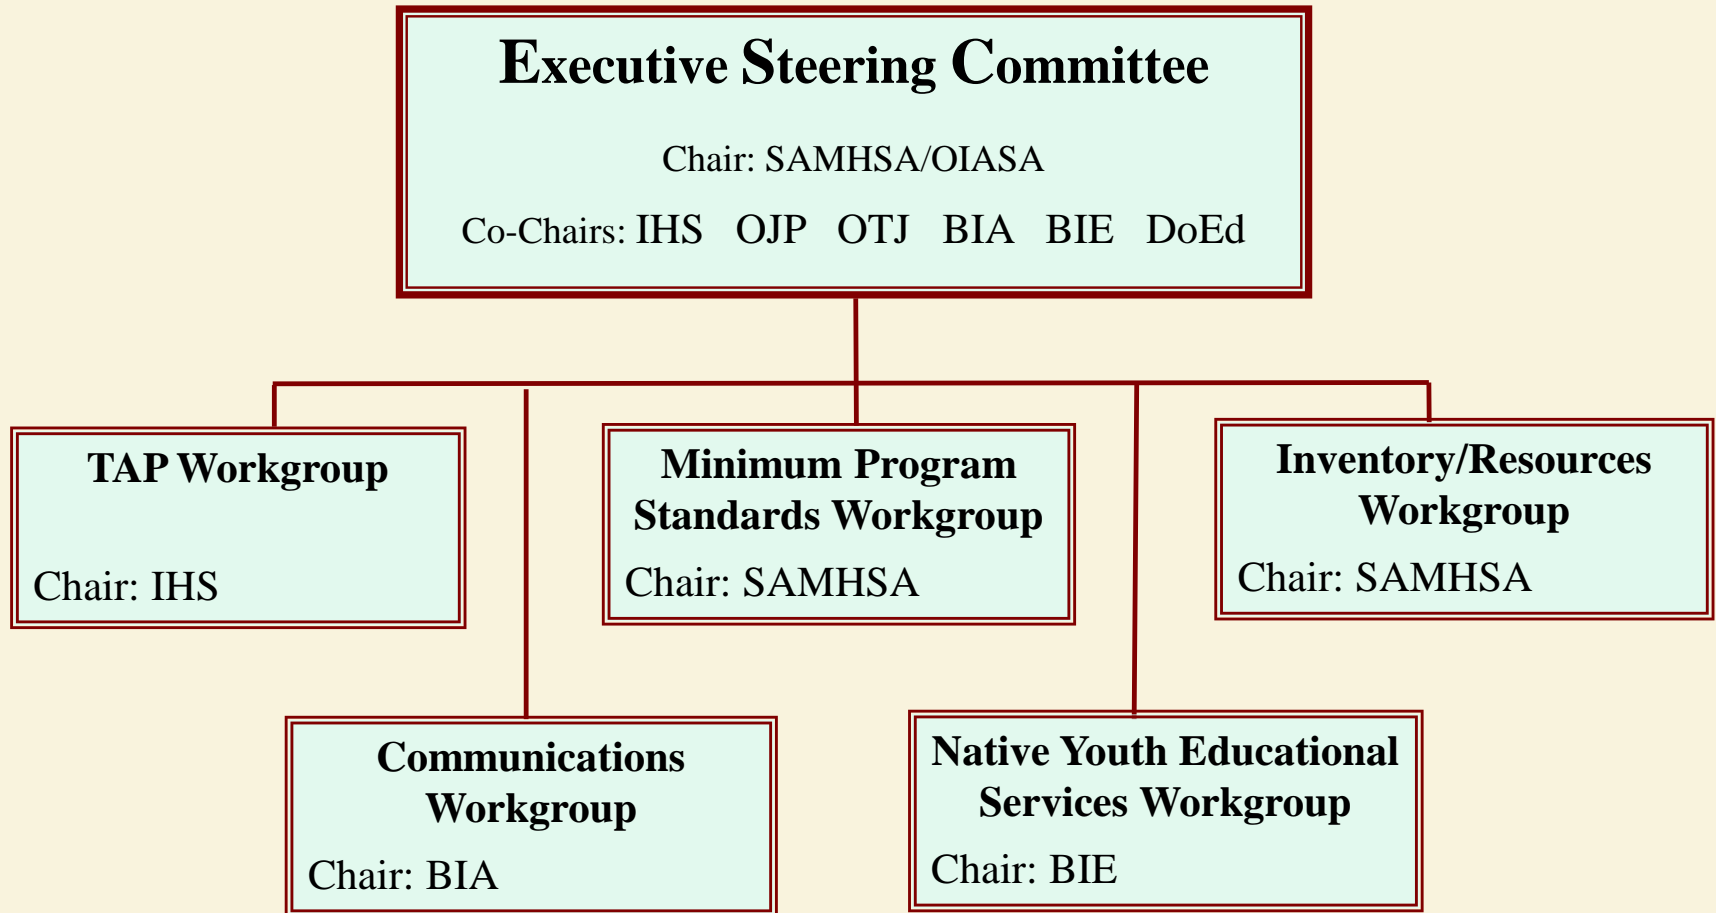 Executive Steering Committee
Chair: SAMHSA/OIASA
Co-Chairs: IHS OJP OTJ BIA BIE DoEd
TAP Workgroup
Chair: IHS
Minimum Program
Standards Workgroup
Chair: SAMHSA
Inventory/Resources
Workgroup
Chair: SAMHSA
Communications
Workgroup
Chair: BIA
Native Youth Educational
Services Workgroup
Chair: BIE